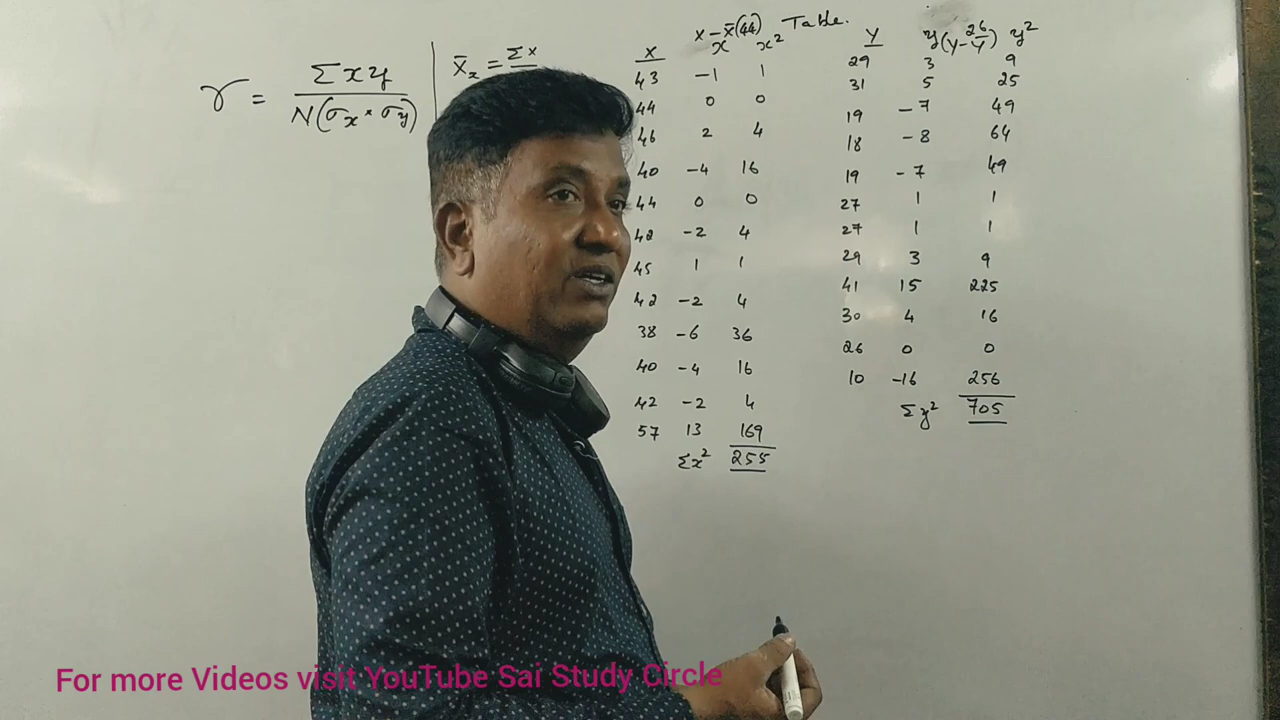 r = Σxy / N(σx × σy)
X̄x = Σx
x - x̄(44) Table.
X x x²
43 -1 1
44 0 0
46 2 4
40 -4 16
44 0 0
42 -2 4
45 1 1
42 -2 4
38 -6 36
40 -4 16
42 -2 4
57 13 169
Σx² 255
26
Y y(y-Ȳ) y²
29 3 9
31 5 25
19 -7 49
18 -8 64
19 -7 49
27 1 1
27 1 1
29 3 9
41 15 225
30 4 16
26 0 0
10 -16 256
Σy² 705
For more Videos visit YouTube Sai Study Circle